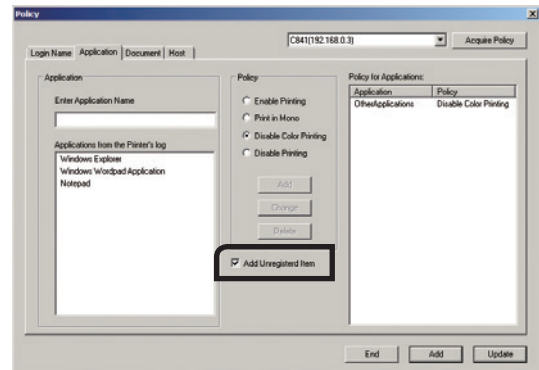 Policy
C841(192.168.0.3)
Acquire Policy
Login Name
Application
Document
Host
Application
Enter Application Name
Applications from the Printer's log
Windows Explorer
Windows Wordpad Application
Notepad
Policy
Enable Printing
Print in Mono
Disable Color Printing
Disable Printing
Add
Change
Delete
Add Unregisterd Item
Policy for Applications:
Application Policy
OtherApplications Disable Color Printing
End
Add
Update